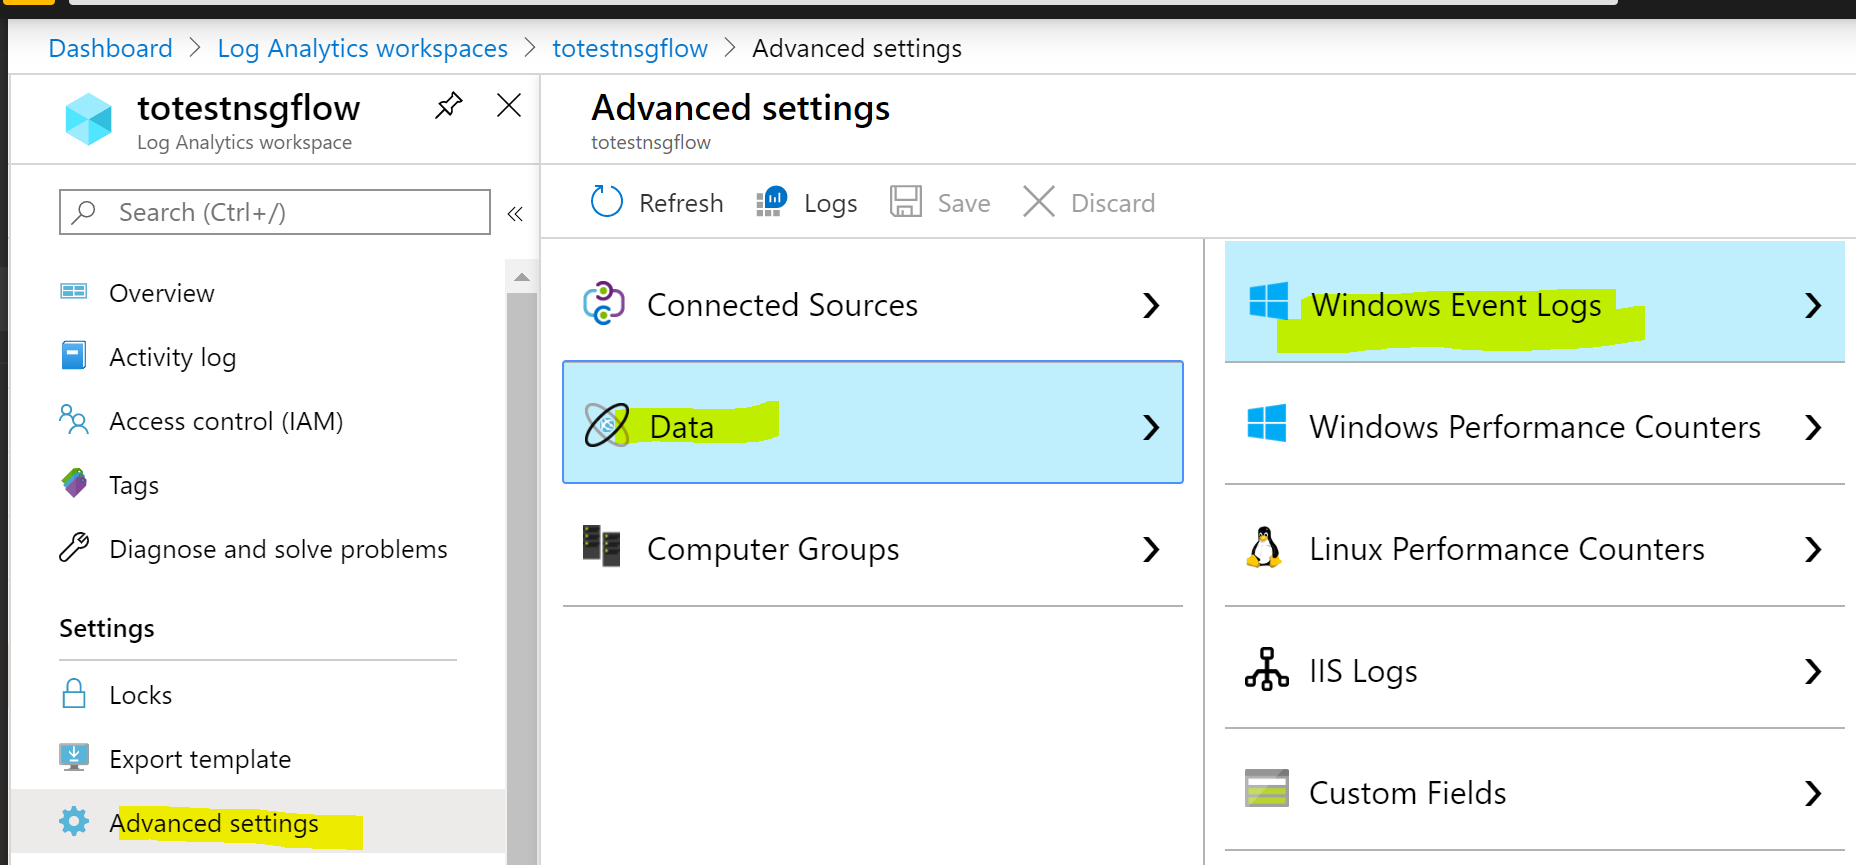 Dashboard > Log Analytics workspaces > totestnsgflow > Advanced settings
totestnsgflow
Log Analytics workspace
Search (Ctrl+/)
«
Overview
Activity log
Access control (IAM)
Tags
Diagnose and solve problems
Settings
Locks
Export template
Advanced settings
Advanced settings
totestnsgflow
Refresh Logs Save Discard
Connected Sources
Data
Computer Groups
Windows Event Logs
Windows Performance Counters
Linux Performance Counters
IIS Logs
Custom Fields